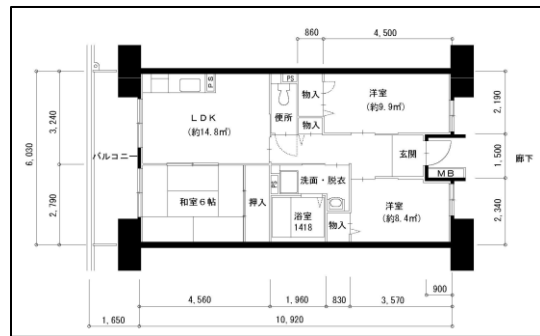 860
4,500
PS
PS
物入
洋室
(約9.9㎡)
2,190
便所
LDK
(約14.8㎡)
3,240
物入
6,030
玄関
1,500
廊下
バルコニー
MB
PS
洗面・脱衣
和室6帖
押入
洋室
(約8.4㎡)
2,790
浴室
1418
物入
2,340
900
4,560
1,960
830
3,570
1,650
10,920